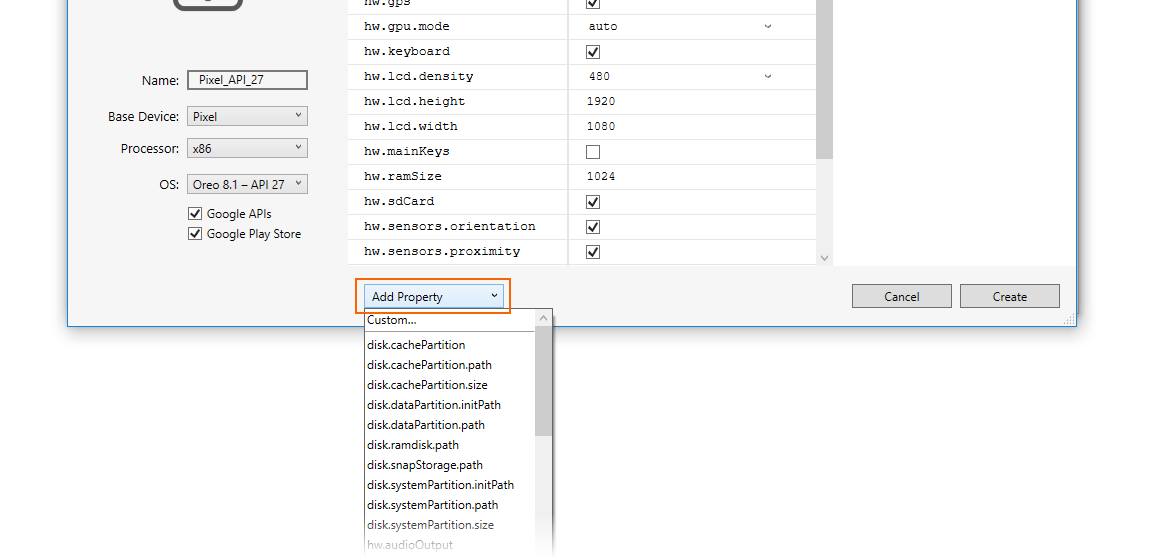 hw.gps
hw.gpu.mode auto
hw.keyboard
hw.lcd.density 480
Name: Pixel_API_27
hw.lcd.height 1920
Base Device: Pixel
hw.lcd.width 1080
Processor: x86
hw.mainKeys
hw.ramSize 1024
OS: Oreo 8.1 – API 27
hw.sdCard
Google APIs
hw.sensors.orientation
Google Play Store
hw.sensors.proximity
Add Property
Cancel
Create
Custom...
disk.cachePartition
disk.cachePartition.path
disk.cachePartition.size
disk.dataPartition.initPath
disk.dataPartition.path
disk.ramdisk.path
disk.snapStorage.path
disk.systemPartition.initPath
disk.systemPartition.path
disk.systemPartition.size
hw.audioOutput